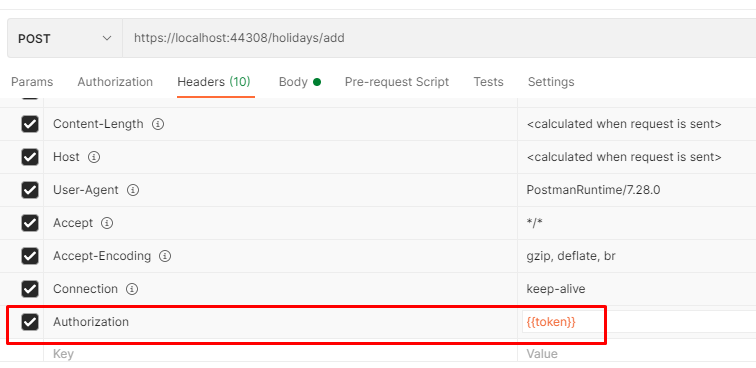 POST https://localhost:44308/holidays/add
Params Authorization Headers (10) Body Pre-request Script Tests Settings
Content-Length <calculated when request is sent>
Host <calculated when request is sent>
User-Agent PostmanRuntime/7.28.0
Accept */*
Accept-Encoding gzip, deflate, br
Connection keep-alive
Authorization {{token}}
Key Value